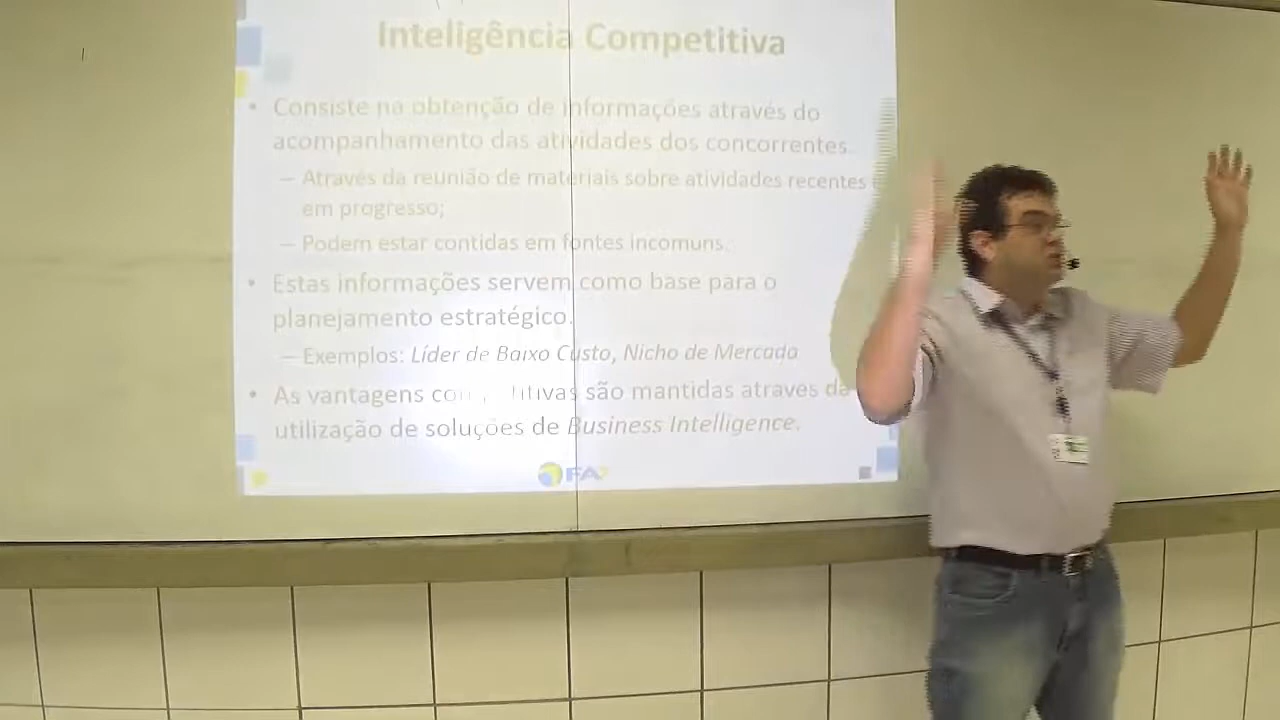 Inteligência Competitiva
• Consiste na obtenção de informações através do
acompanhamento das atividades dos concorrentes.
– Através da reunião de materiais sobre atividades recentes
em progresso;
– Podem estar contidas em fontes incomuns.
• Estas informações servem como base para o
planejamento estratégico.
– Exemplos: Líder de Baixo Custo, Nicho de Mercado
• As vantagens são mantidas através da
utilização de soluções de Business Intelligence.
FA7